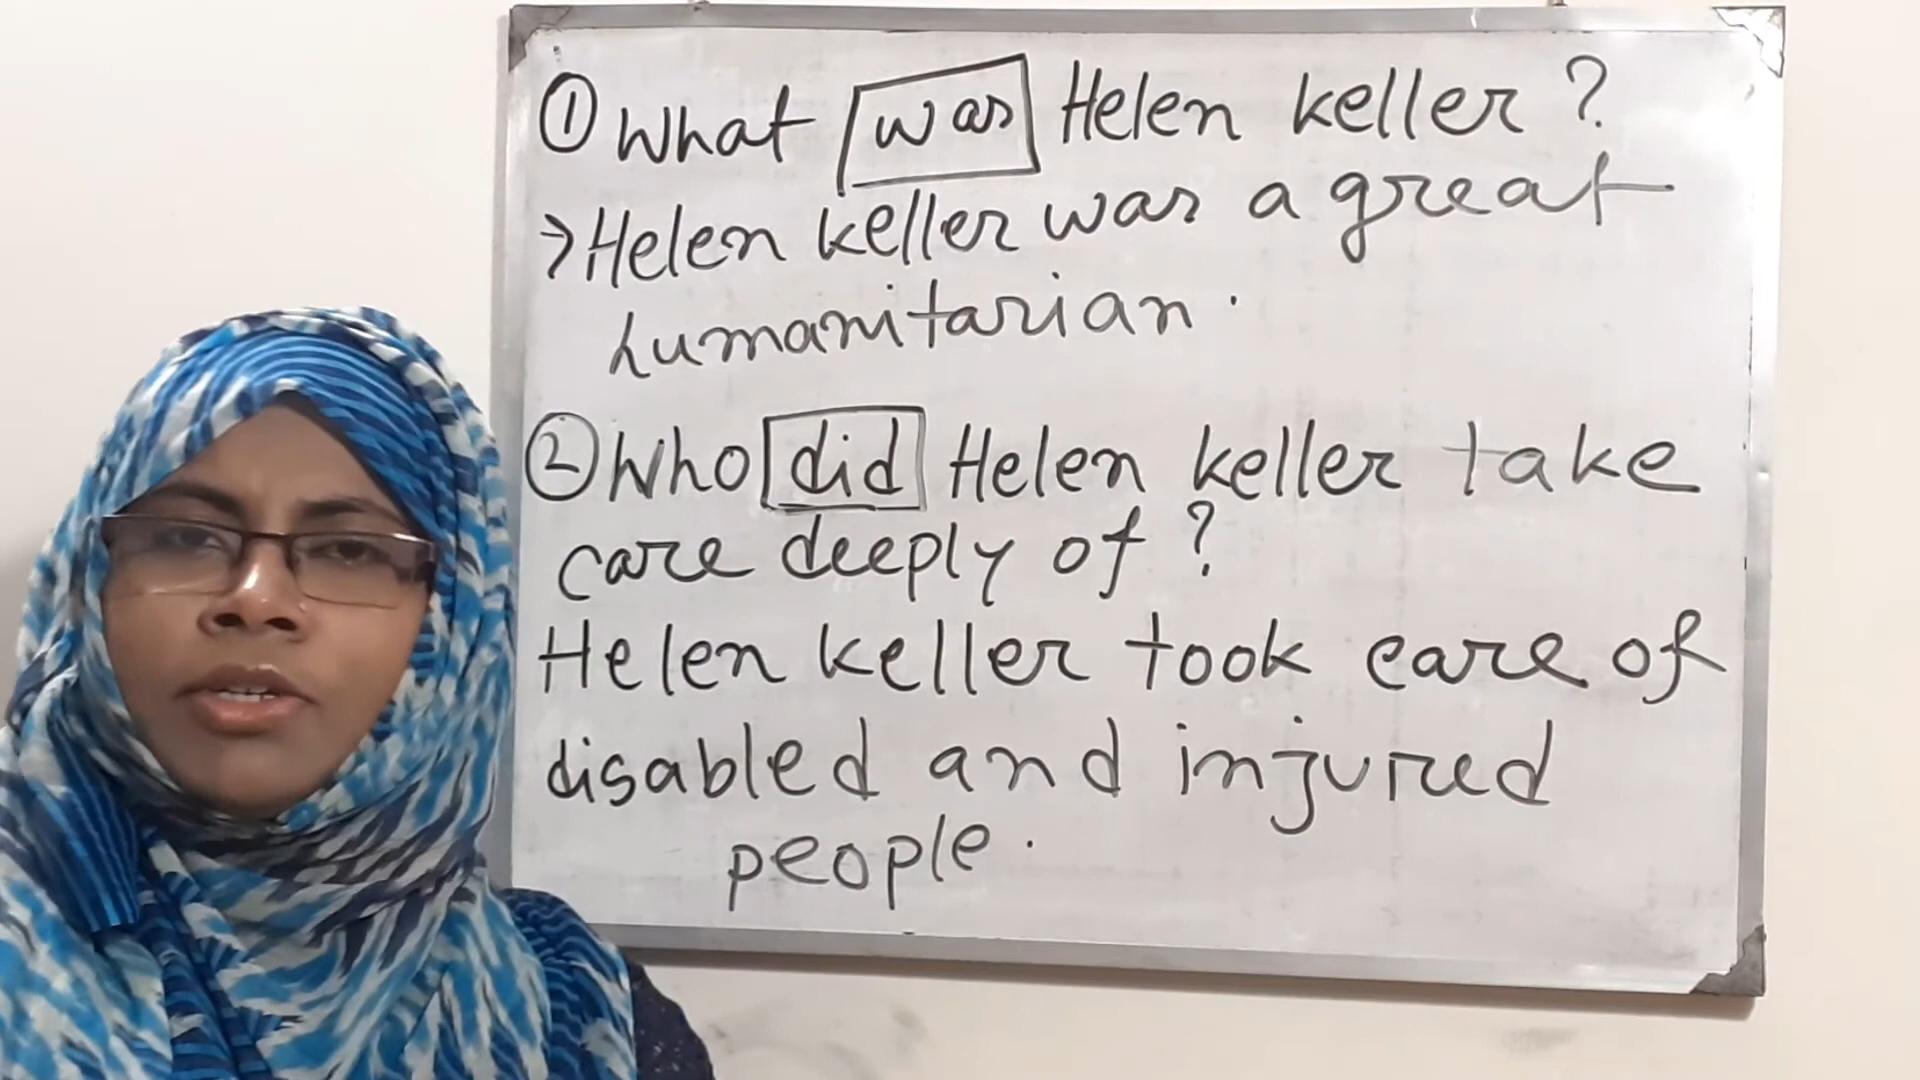 ① What was Helen keller ?
→ Helen keller was a great
humanitarian.
② Who did Helen keller take
care deeply of ?
Helen keller took care of
disabled and injured
people.